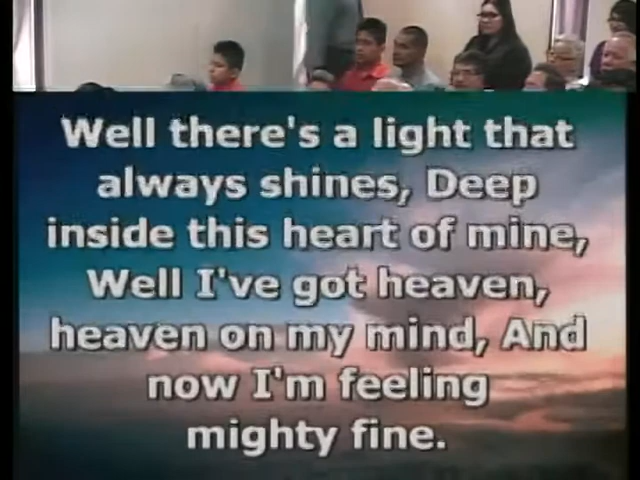 Well there's a light that
always shines, Deep
inside this heart of mine,
Well I've got heaven,
heaven on my mind, And
now I'm feeling
mighty fine.